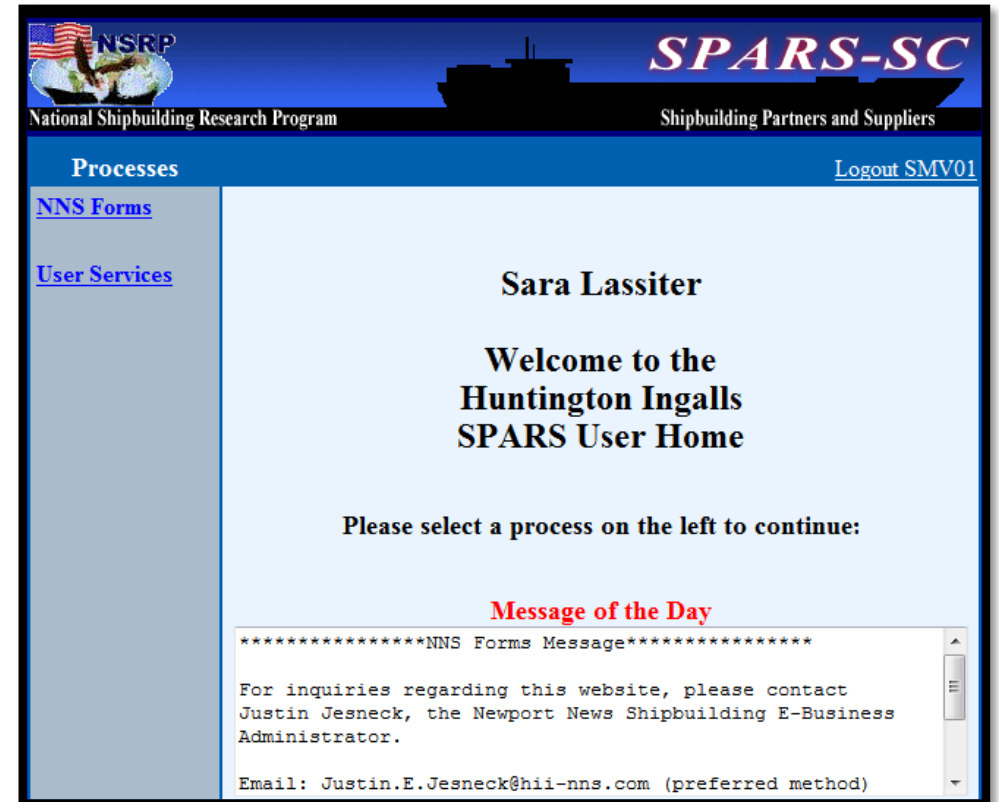 NSRP
SPARS-SC
National Shipbuilding Research Program
Shipbuilding Partners and Suppliers
Processes
Logout SMV01
NNS Forms
User Services
Sara Lassiter
Welcome to the
Huntington Ingalls
SPARS User Home
Please select a process on the left to continue:
Message of the Day
****************NNS Forms Message****************
For inquiries regarding this website, please contact
Justin Jesneck, the Newport News Shipbuilding E-Business
Administrator.
Email: Justin.E.Jesneck@hii-nns.com (preferred method)